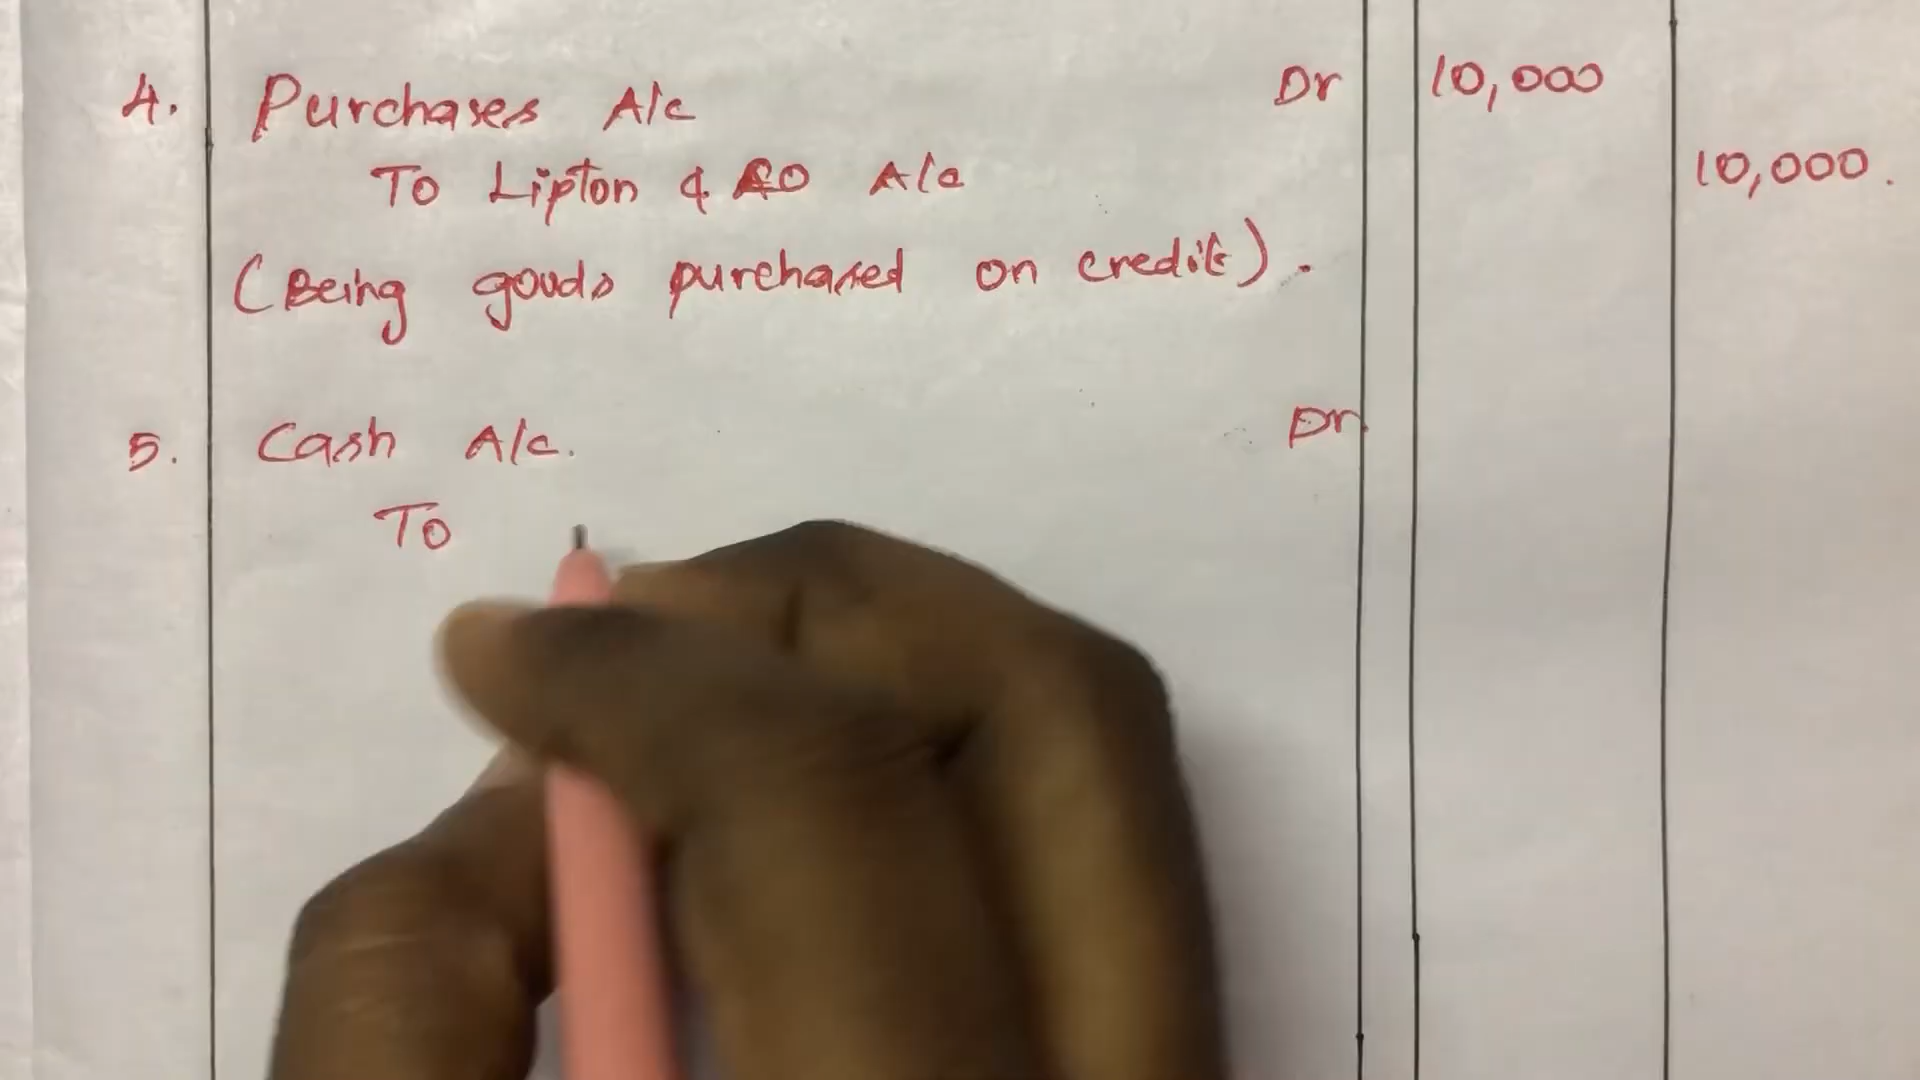 4. Purchases A/c Dr 10,000
To Lipton & CO A/c 10,000.
(Being goods purchased on credit).
5. Cash A/c. Dr
To